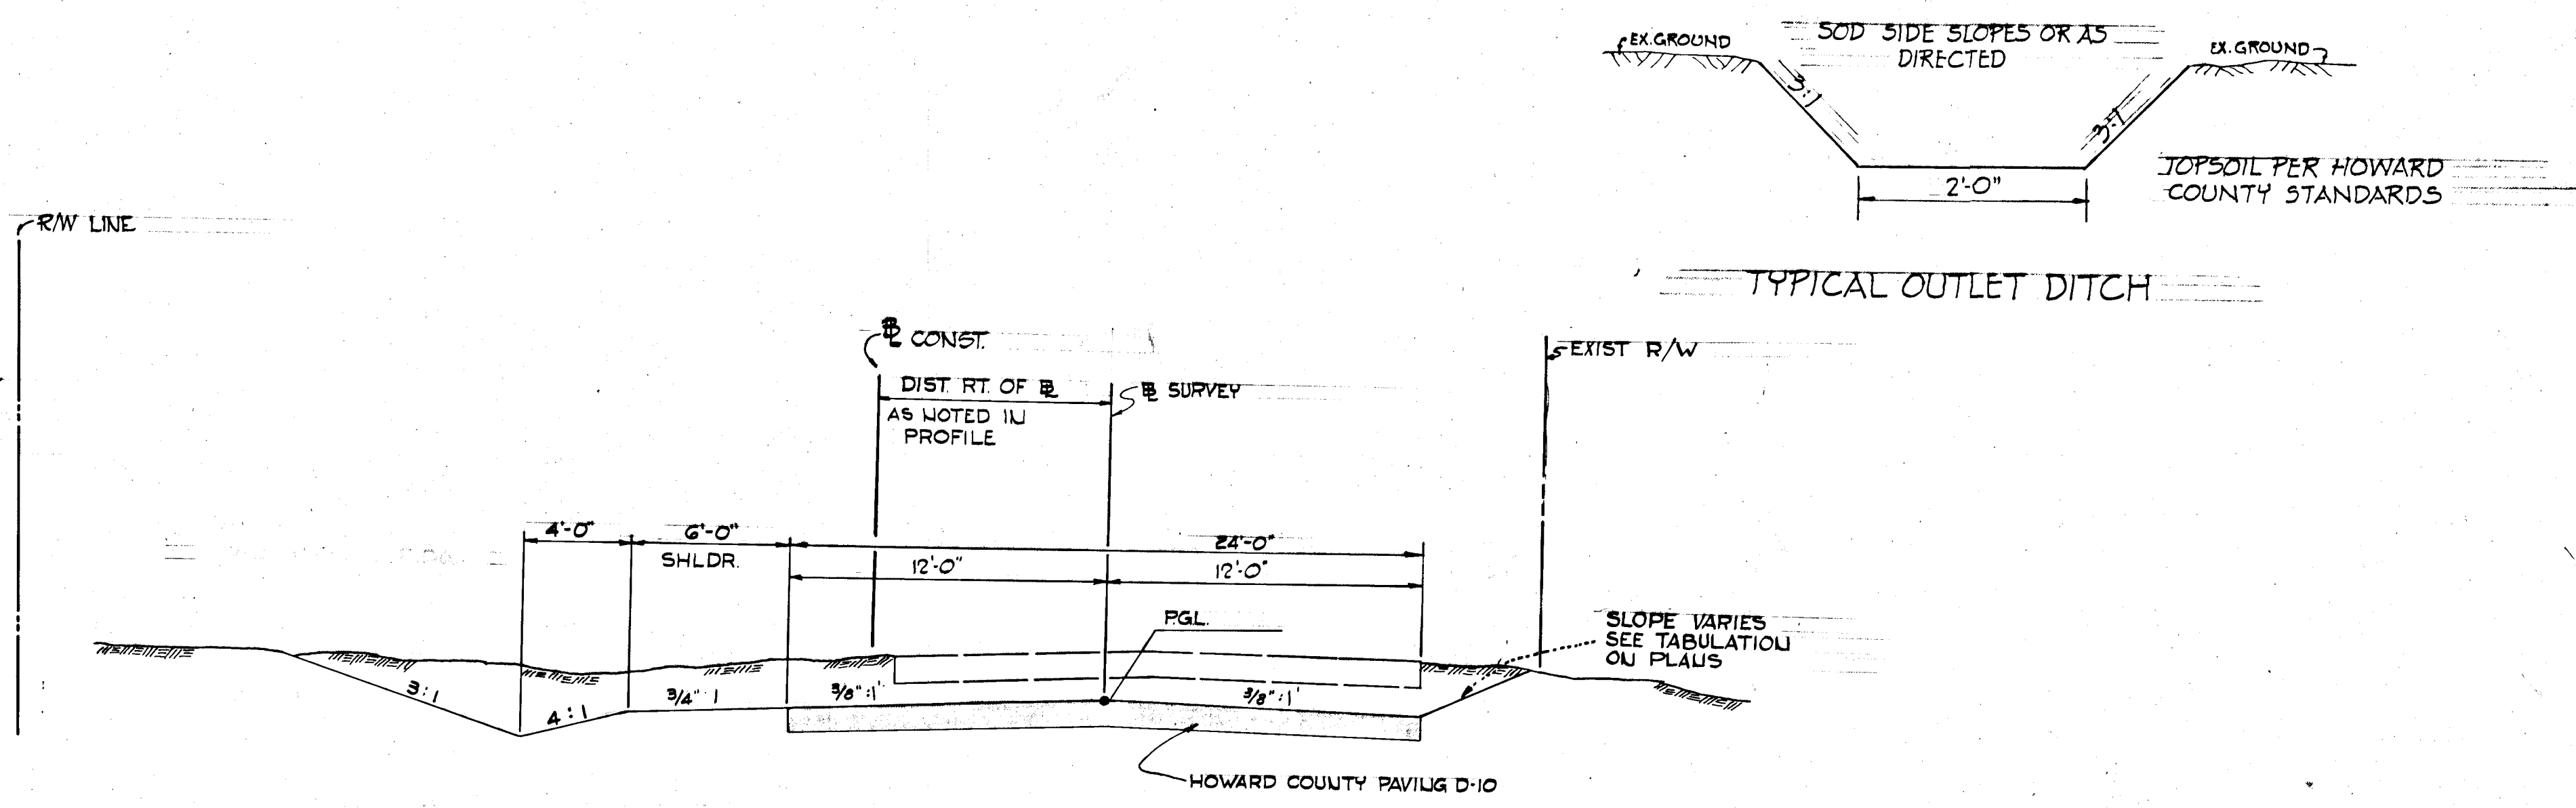 EX. GROUND
SOD SIDE SLOPES OR AS
DIRECTED
EX. GROUND
3:1
3:1
2'-0"
TOPSOIL PER HOWARD
COUNTY STANDARDS
TYPICAL OUTLET DITCH
R/W LINE
BL CONST.
DIST. RT. OF BL
AS NOTED IN
PROFILE
BL SURVEY
EXIST R/W
4'-0"
6'-0"
SHLDR.
24'-0"
12'-0"
12'-0"
P.G.L.
SLOPE VARIES
SEE TABULATION
ON PLANS
3:1
4:1
3/4" : 1
3/8" : 1'
3/8" : 1'
HOWARD COUNTY PAVING D-10